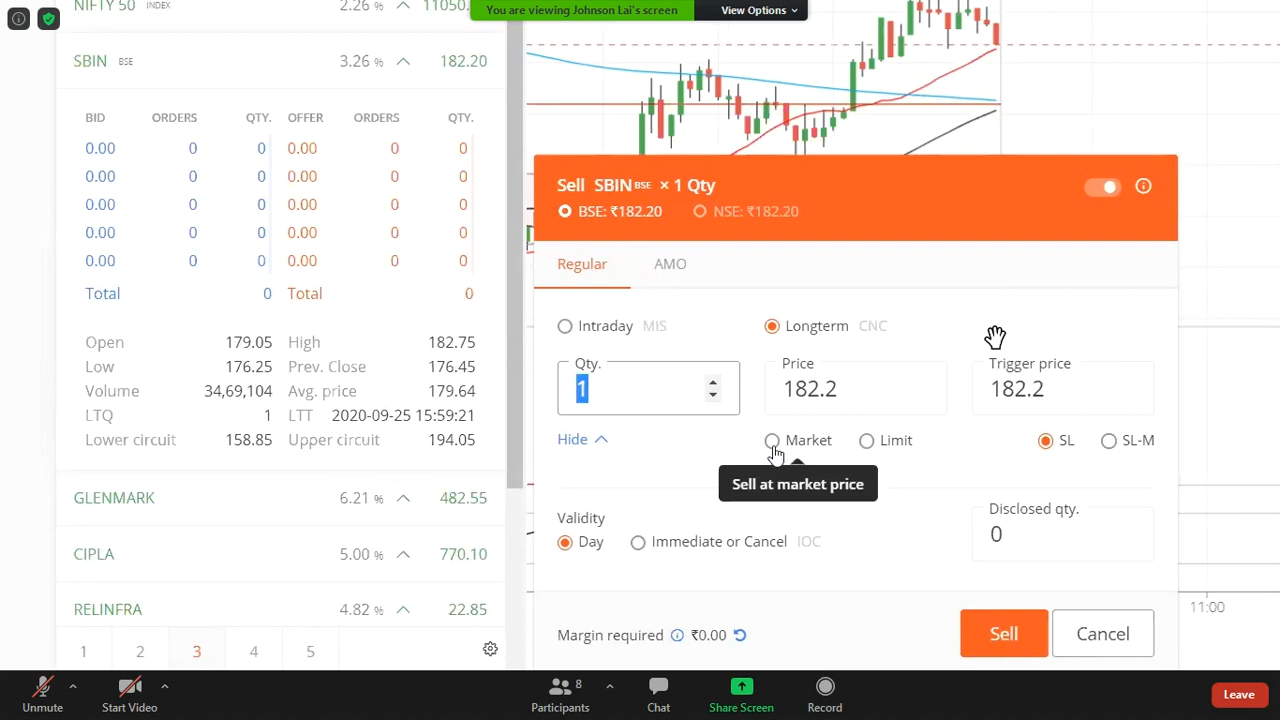 NIFTY 50 INDEX 2.26 % 11050.
You are viewing Johnson Lai's screen View Options
SBIN BSE 3.26 % 182.20
BID ORDERS QTY. OFFER ORDERS QTY.
0.00 0 0 0.00 0 0
0.00 0 0 0.00 0 0
0.00 0 0 0.00 0 0
0.00 0 0 0.00 0 0
0.00 0 0 0.00 0 0
Total 0 Total 0
Open 179.05 High 182.75
Low 176.25 Prev. Close 176.45
Volume 34,69,104 Avg. price 179.64
LTQ 1 LTT 2020-09-25 15:59:21
Lower circuit 158.85 Upper circuit 194.05
GLENMARK 6.21 % 482.55
CIPLA 5.00 % 770.10
RELINFRA 4.82 % 22.85
1 2 3 4 5
Sell SBIN BSE × 1 Qty
BSE: ₹182.20 NSE: ₹182.20
Regular AMO
Intraday MIS Longterm CNC
Qty. Price Trigger price
1 182.2 182.2
Hide Market Limit SL SL-M
Sell at market price
Validity Disclosed qty.
Day Immediate or Cancel IOC 0
Margin required ₹0.00 Sell Cancel
11:00
8
Unmute Start Video Participants Chat Share Screen Record Leave